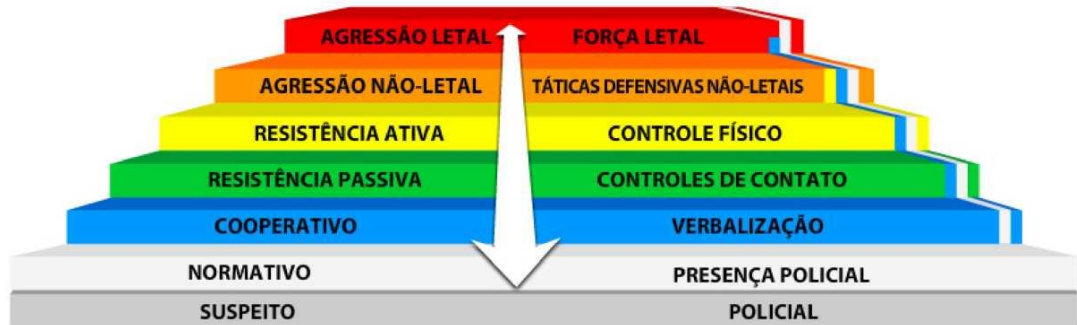 AGRESSÃO LETAL FORÇA LETAL
AGRESSÃO NÃO-LETAL TÁTICAS DEFENSIVAS NÃO-LETAIS
RESISTÊNCIA ATIVA CONTROLE FÍSICO
RESISTÊNCIA PASSIVA CONTROLES DE CONTATO
COOPERATIVO VERBALIZAÇÃO
NORMATIVO PRESENÇA POLICIAL
SUSPEITO POLICIAL